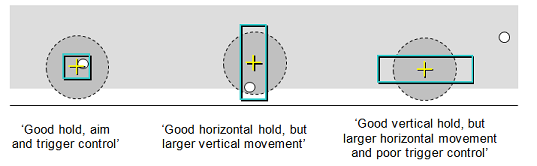 ‘Good hold, aim
and trigger control’
‘Good horizontal hold, but
larger vertical movement’
‘Good vertical hold, but
larger horizontal movement
and poor trigger control’